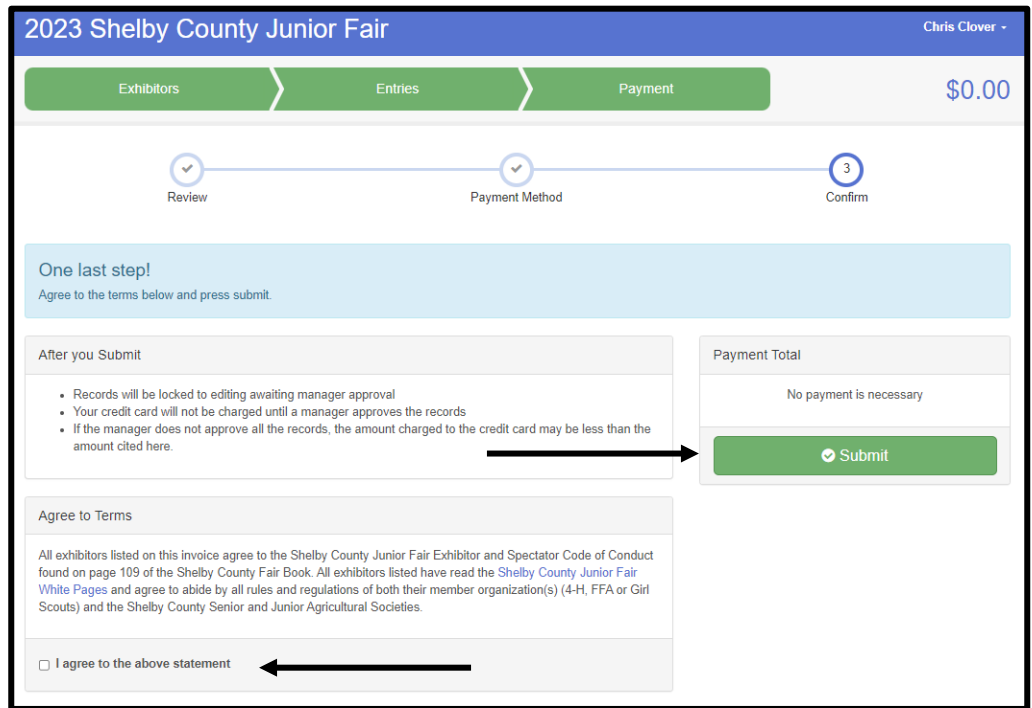 2023 Shelby County Junior Fair
Chris Clover
Exhibitors
Entries
Payment
$0.00
3
Review
Payment Method
Confirm
One last step!
Agree to the terms below and press submit.
After you Submit
Records will be locked to editing awaiting manager approval
Your credit card will not be charged until a manager approves the records
If the manager does not approve all the records, the amount charged to the credit card may be less than the
amount cited here.
Payment Total
No payment is necessary
Submit
Agree to Terms
All exhibitors listed on this invoice agree to the Shelby County Junior Fair Exhibitor and Spectator Code of Conduct
found on page 109 of the Shelby County Fair Book. All exhibitors listed have read the Shelby County Junior Fair
White Pages and agree to abide by all rules and regulations of both their member organization(s) (4-H, FFA or Girl
Scouts) and the Shelby County Senior and Junior Agricultural Societies.
I agree to the above statement